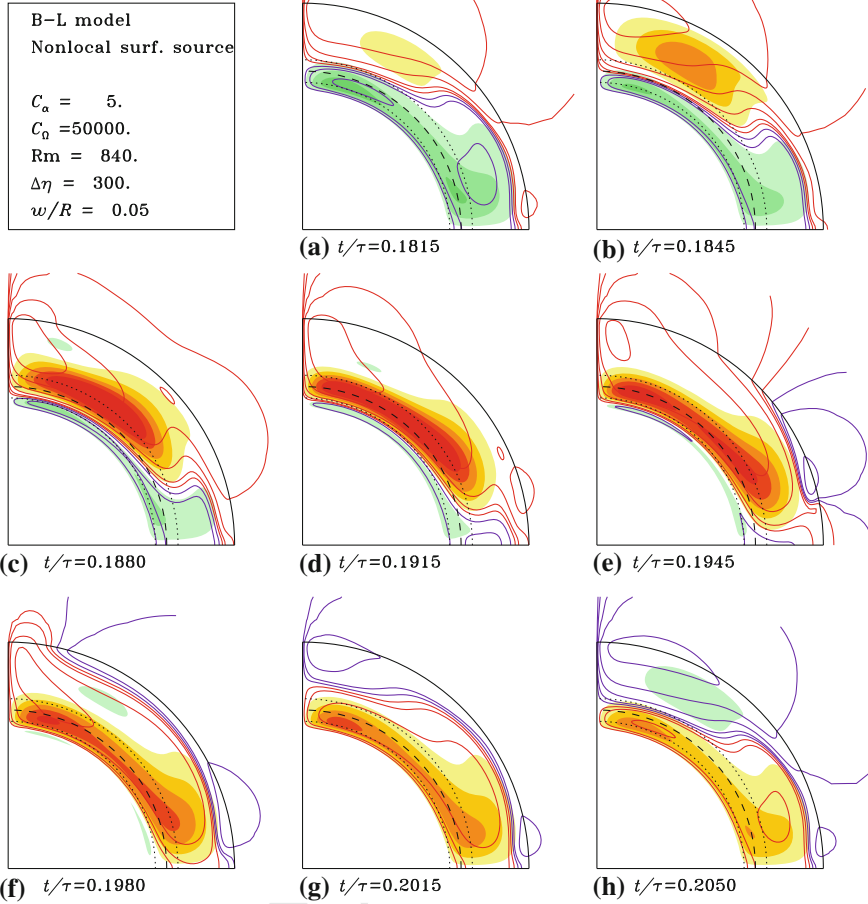 B–L model
Nonlocal surf. source
C_α = 5.
C_Ω =50000.
Rm = 840.
Δη = 300.
w/R = 0.05
(a) t/τ=0.1815
(b) t/τ=0.1845
(c) t/τ=0.1880
(d) t/τ=0.1915
(e) t/τ=0.1945
(f) t/τ=0.1980
(g) t/τ=0.2015
(h) t/τ=0.2050